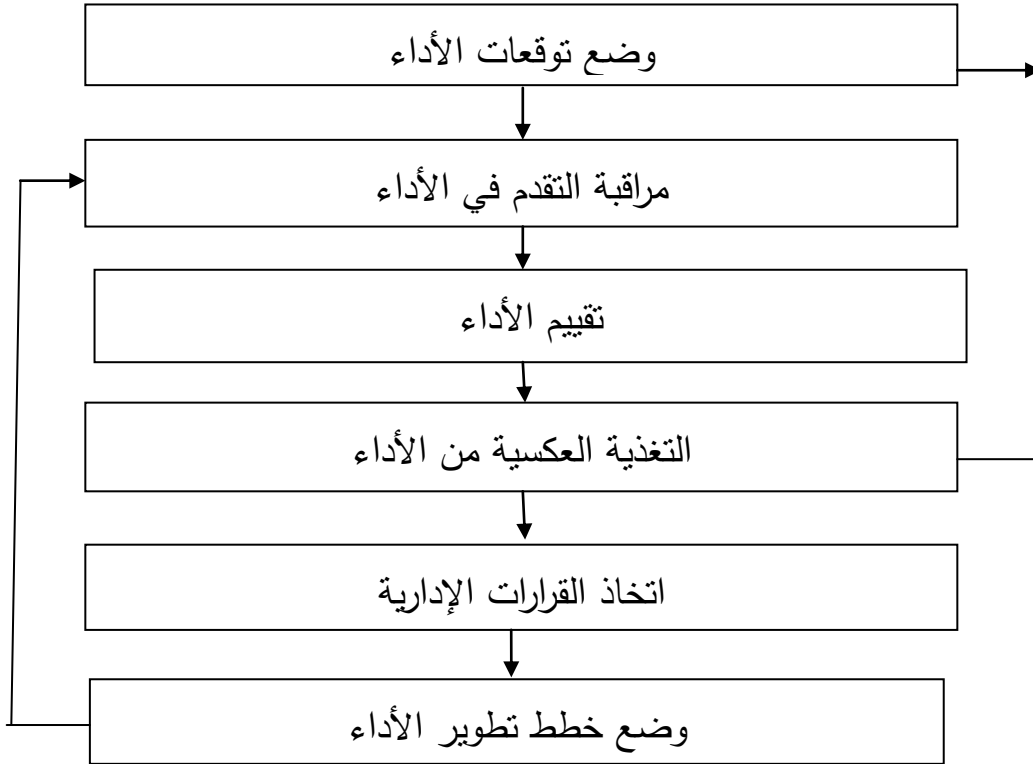 وضع توقعات الأداء
مراقبة التقدم في الأداء
تقييم الأداء
التغذية العكسية من الأداء
اتخاذ القرارات الإدارية
وضع خطط تطوير الأداء